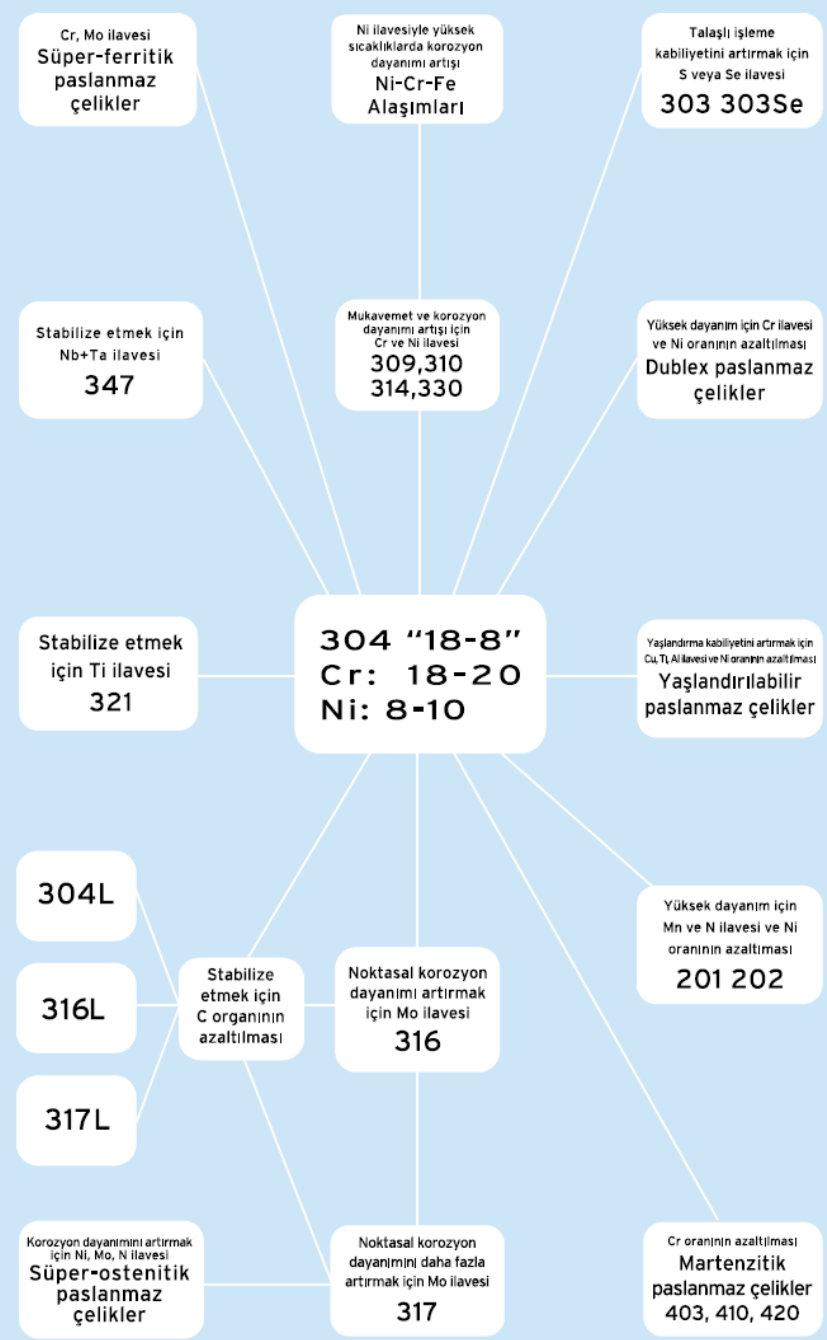 Cr, Mo ilavesi
Süper-ferritik
paslanmaz
çelikler
Ni ilavesiyle yüksek
sıcaklıklarda korozyon
dayanımı artışı
Ni-Cr-Fe
Alaşımları
Talaşlı işleme
kabiliyetini artırmak için
S veya Se ilavesi
303 303Se
Stabilize etmek için
Nb+Ta ilavesi
347
Mukavemet ve korozyon
dayanımı artışı için
Cr ve Ni ilavesi
309,310
314,330
Yüksek dayanım için Cr ilavesi
ve Ni oranının azaltılması
Dublex paslanmaz
çelikler
Stabilize etmek
için Ti ilavesi
321
304 “18-8”
Cr: 18-20
Ni: 8-10
Yaşlandırma kabiliyetini artırmak için
Cu, Ti, Al ilavesi ve Ni oranının azaltılması
Yaşlandırılabilir
paslanmaz çelikler
304L
316L
317L
Stabilize
etmek için
C organının
azaltılması
Noktasal korozyon
dayanımı artırmak
için Mo ilavesi
316
Yüksek dayanım için
Mn ve N ilavesi ve Ni
oranının azaltıması
201 202
Korozyon dayanımını artırmak
için Ni, Mo, N ilavesi
Süper-ostenitik
paslanmaz
çelikler
Noktasal korozyon
dayanımını daha fazla
artırmak için Mo ilavesi
317
Cr oranının azaltılması
Martenzitik
paslanmaz çelikler
403, 410, 420